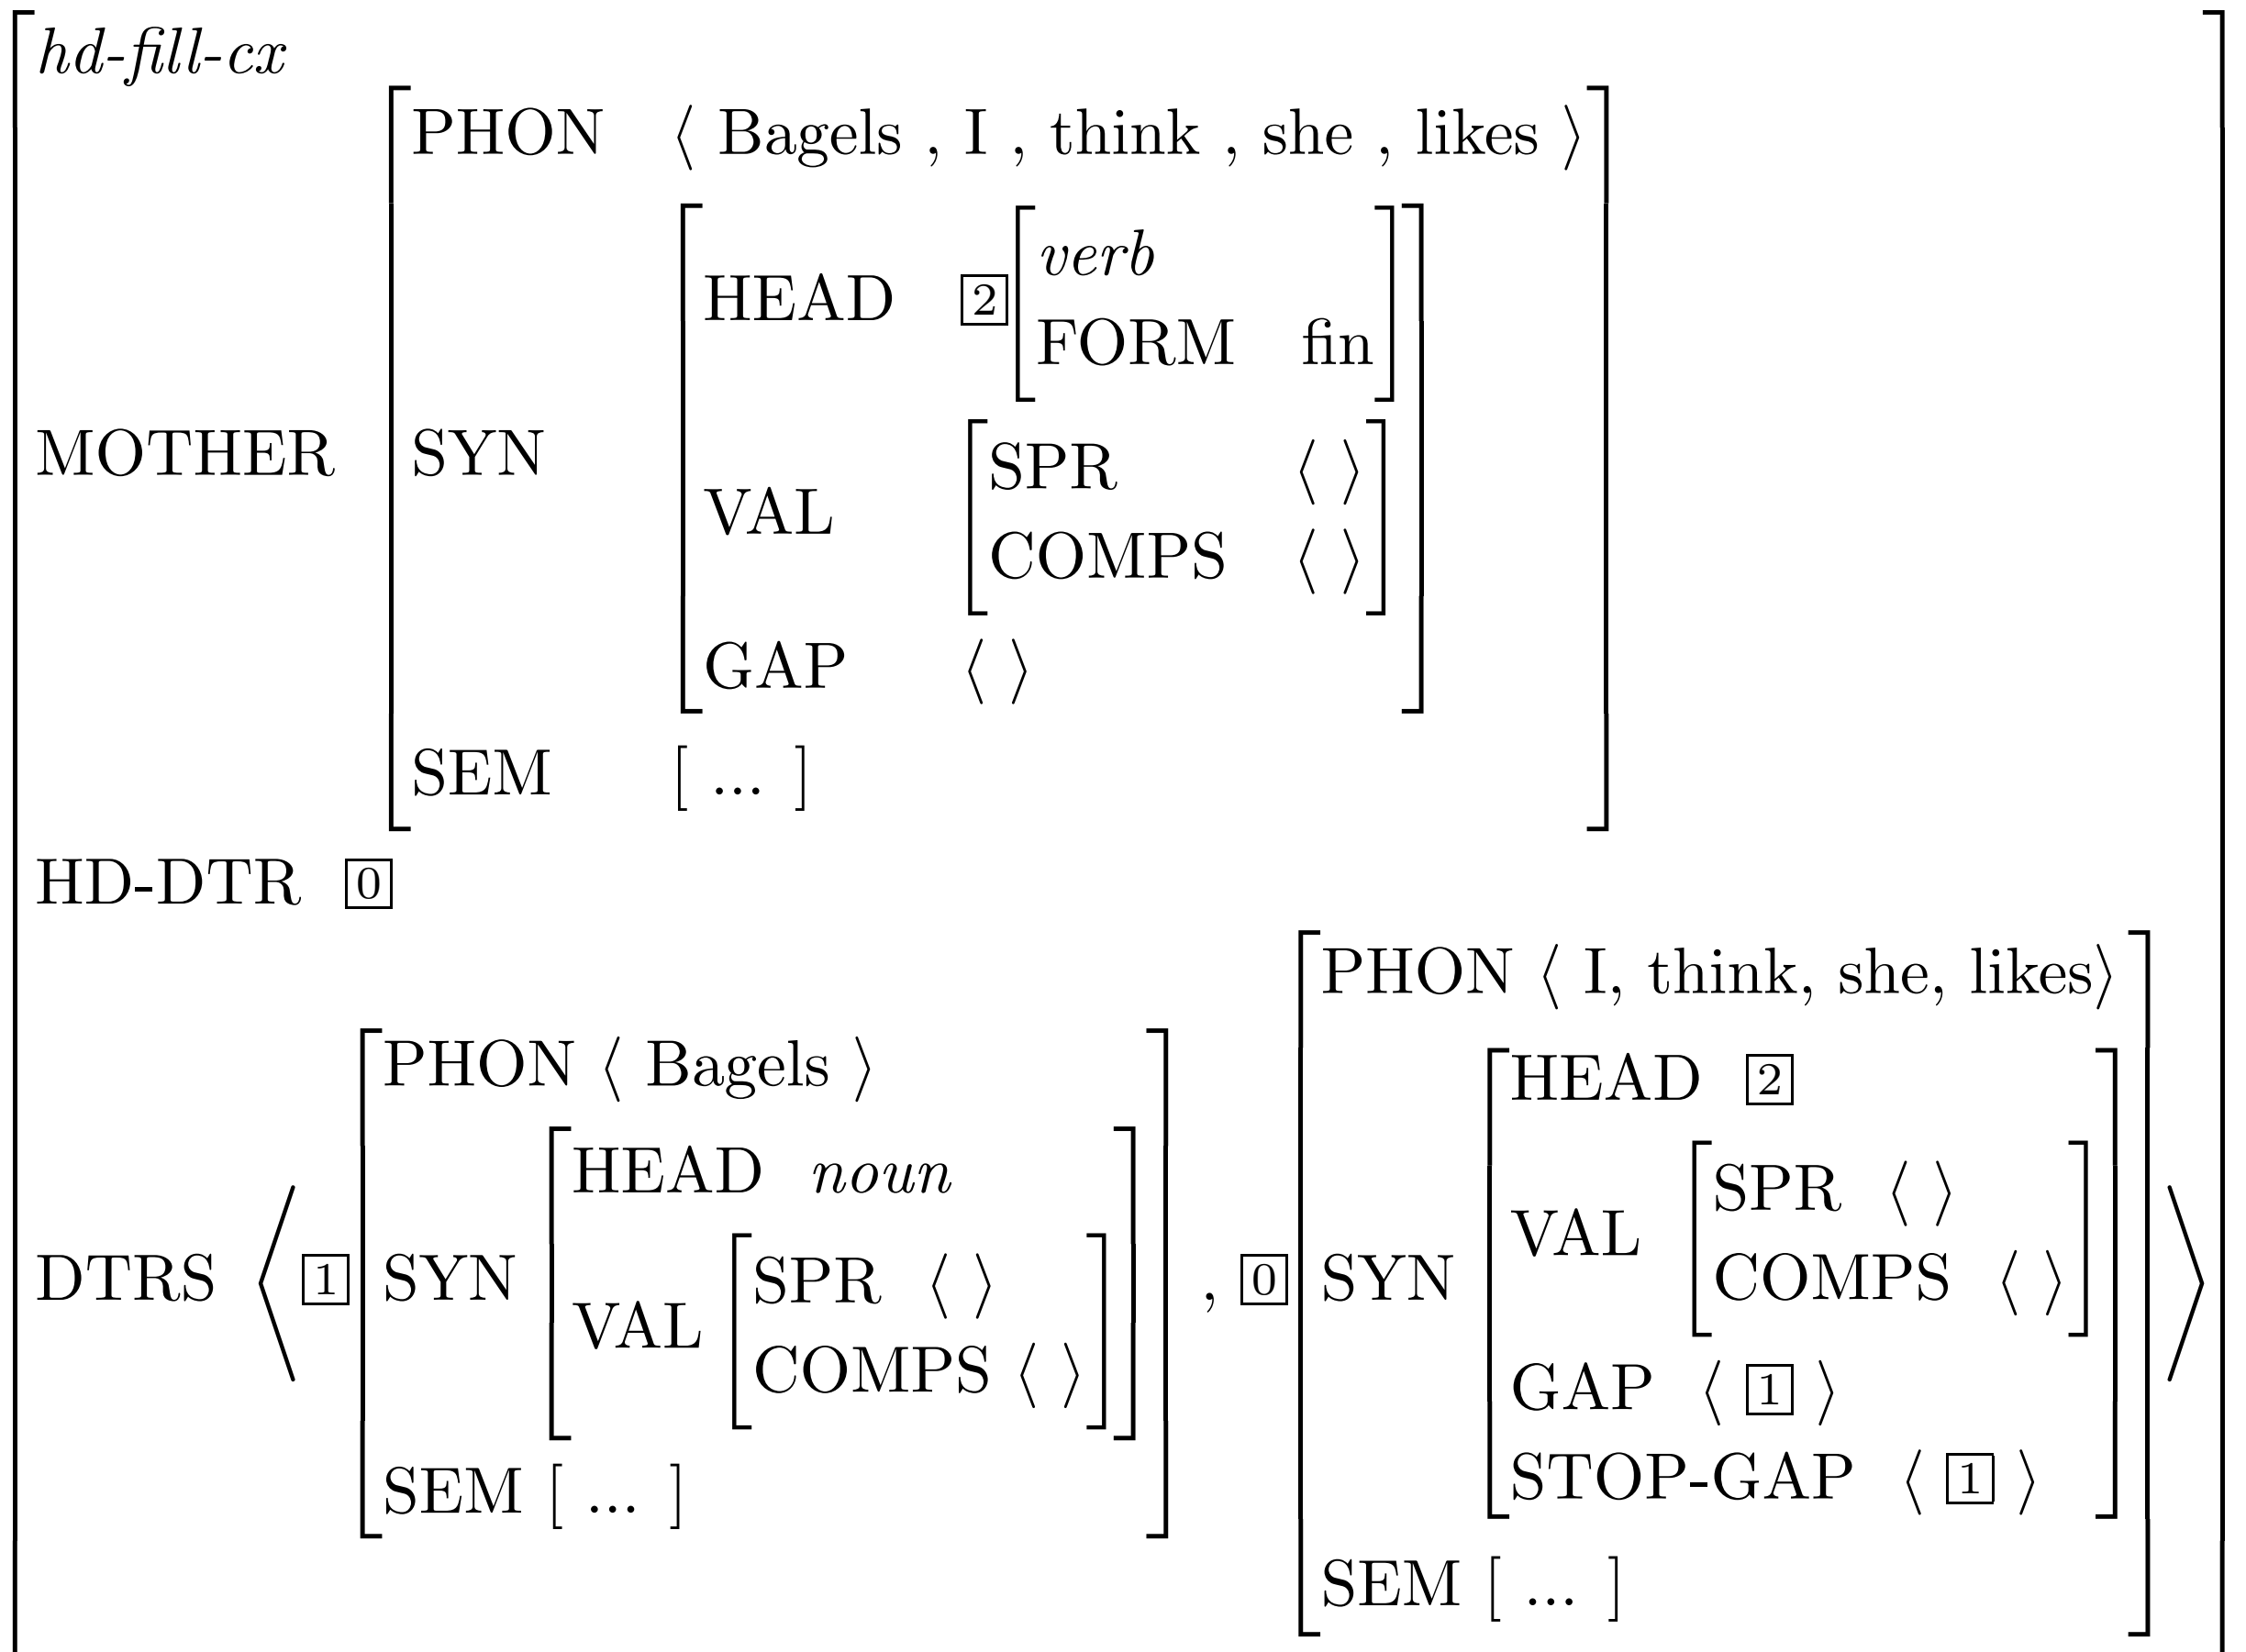 hd-fill-cx
PHON ⟨ Bagels , I , think , she , likes ⟩
verb
HEAD 2
FORM fin
MOTHER SYN
SPR ⟨ ⟩
VAL
COMPS ⟨ ⟩
GAP ⟨ ⟩
SEM [ ... ]
HD-DTR 0
DTRS ⟨ 1
PHON ⟨ Bagels ⟩
HEAD noun
SYN
SPR ⟨ ⟩
VAL
COMPS ⟨ ⟩
SEM [ ... ]
, 0
PHON ⟨ I, think, she, likes⟩
HEAD 2
SPR ⟨ ⟩
VAL
SYN
COMPS ⟨ ⟩
GAP ⟨ 1 ⟩
STOP-GAP ⟨ 1 ⟩
SEM [ ... ]
⟩